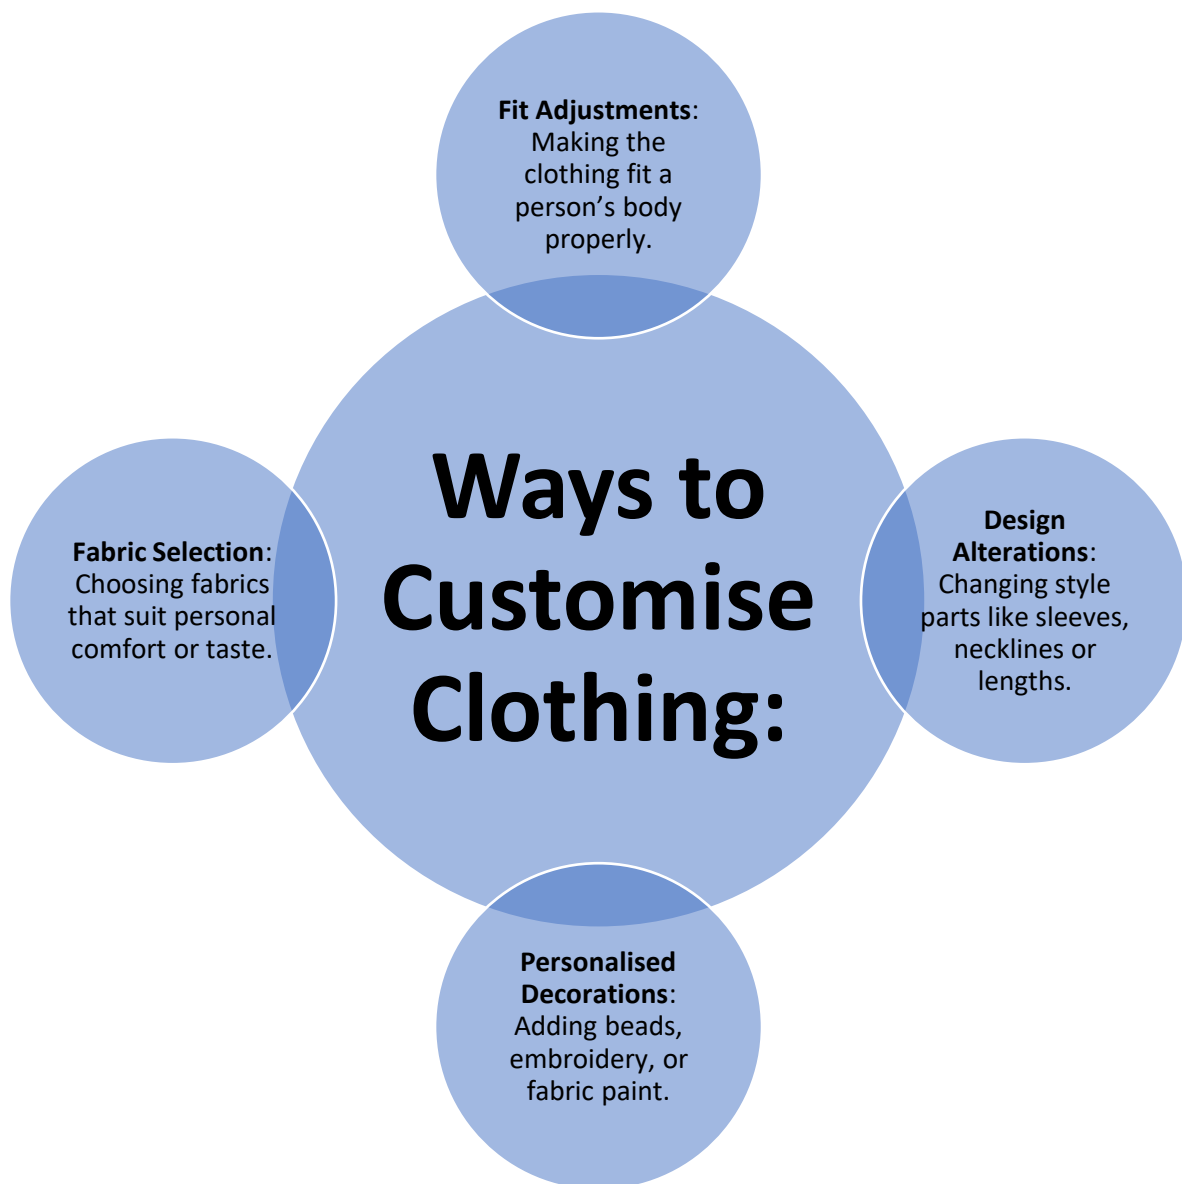 Fit Adjustments:
Making the
clothing fit a
person’s body
properly.
Ways to
Customise
Clothing:
Fabric Selection:
Choosing fabrics
that suit personal
comfort or taste.
Design
Alterations:
Changing style
parts like sleeves,
necklines or
lengths.
Personalised
Decorations:
Adding beads,
embroidery, or
fabric paint.